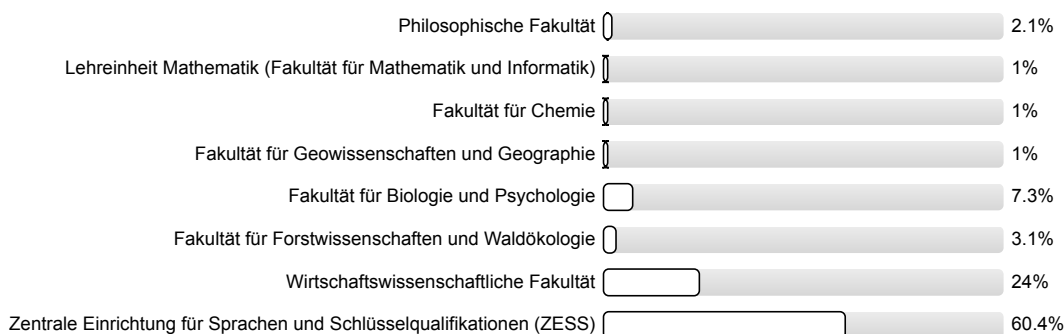 Philosophische Fakultät 2.1%
Lehreinheit Mathematik (Fakultät für Mathematik und Informatik) 1%
Fakultät für Chemie 1%
Fakultät für Geowissenschaften und Geographie 1%
Fakultät für Biologie und Psychologie 7.3%
Fakultät für Forstwissenschaften und Waldökologie 3.1%
Wirtschaftswissenschaftliche Fakultät 24%
Zentrale Einrichtung für Sprachen und Schlüsselqualifikationen (ZESS) 60.4%